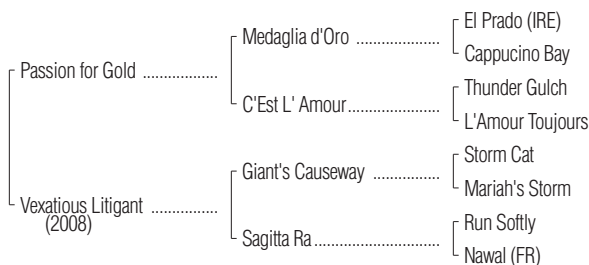 El Prado (IRE)
Medaglia d'Oro ....................
Cappucino Bay
Passion for Gold ..................
Thunder Gulch
C'Est L' Amour......................
L'Amour Toujours
Storm Cat
Giant's Causeway ................
Mariah's Storm
Vexatious Litigant ................
(2008)
Run Softly
Sagitta Ra..............................
Nawal (FR)